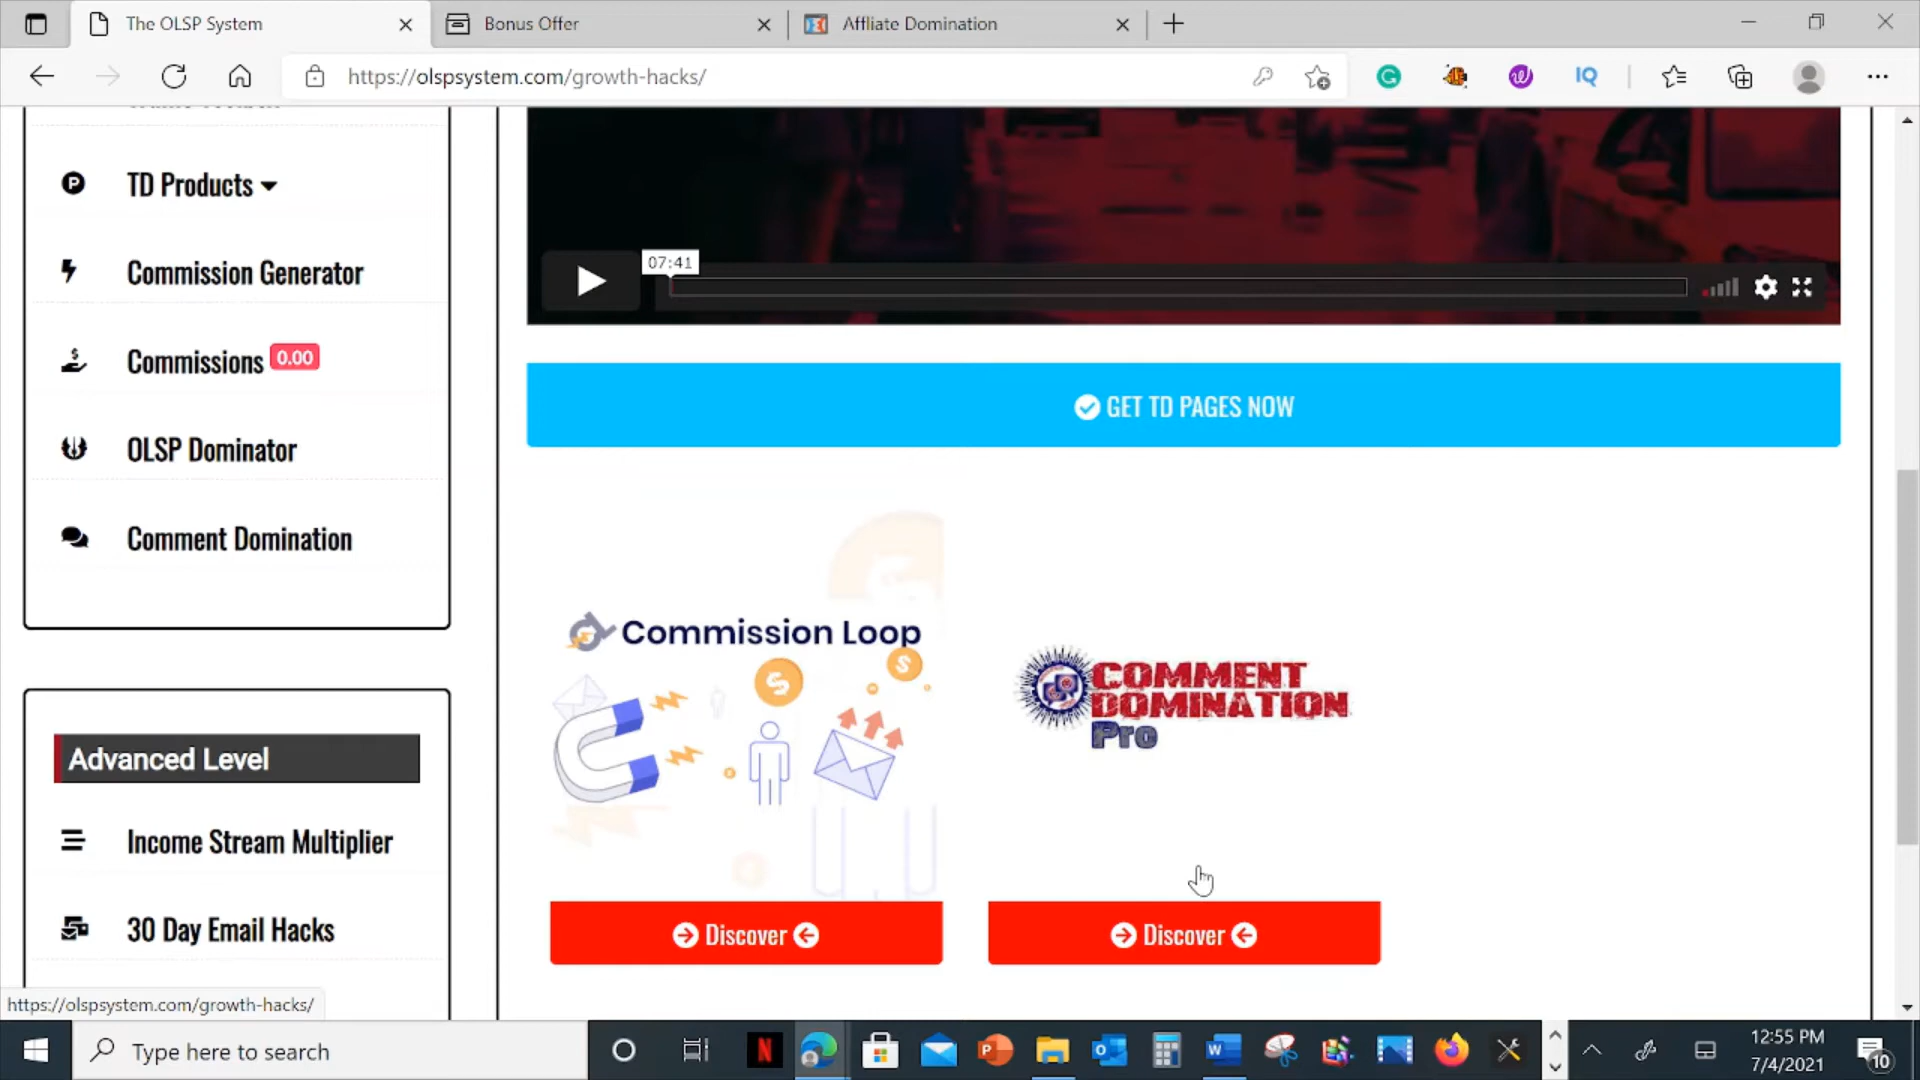 The OLSP System
Bonus Offer
Affliate Domination
https://olspsystem.com/growth-hacks/
TD Products
Commission Generator
Commissions 0.00
OLSP Dominator
Comment Domination
Advanced Level
Income Stream Multiplier
30 Day Email Hacks
07:41
GET TD PAGES NOW
Commission Loop
COMMENT
DOMINATION
Pro
Discover
Discover
https://olspsystem.com/growth-hacks/
Type here to search
12:55 PM
7/4/2021
10